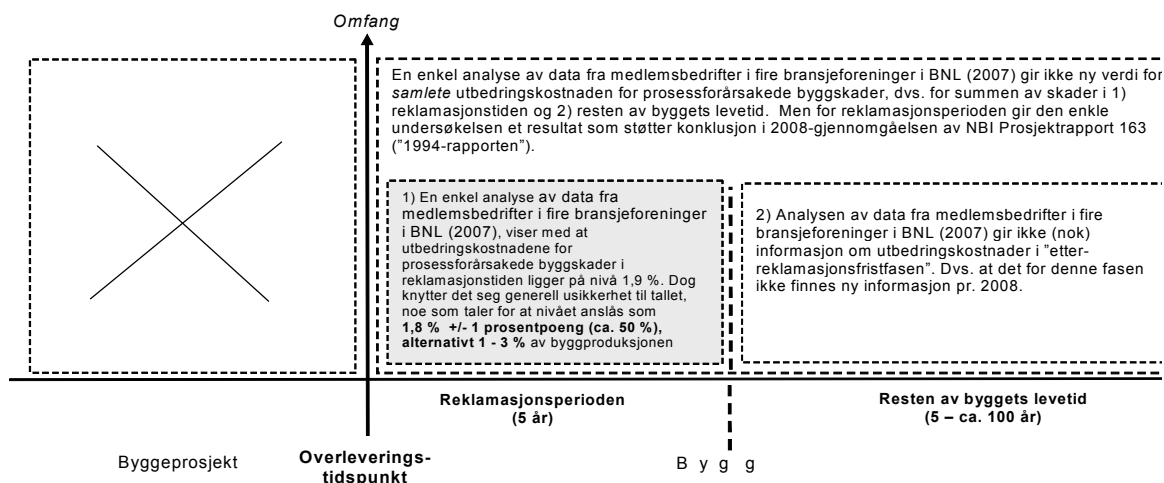 Omfang
En enkel analyse av data fra medlemsbedrifter i fire bransjeforeninger i BNL (2007) gir ikke ny verdi for
samlete utbedringskostnaden for prosessforårsakede byggskader, dvs. for summen av skader i 1)
reklamasjonstiden og 2) resten av byggets levetid. Men for reklamasjonsperioden gir den enkle
undersøkelsen et resultat som støtter konklusjon i 2008-gjennomgåelsen av NBI Prosjektrapport 163
("1994-rapporten").
1) En enkel analyse av data fra
medlemsbedrifter i fire bransjeforeninger
i BNL (2007), viser med at
utbedringskostnadene for
prosessforårsakede byggskader i
reklamasjonstiden ligger på nivå 1,9 %. Dog
knytter det seg generell usikkerhet til tallet,
noe som taler for at nivået anslås som
1,8 % +/- 1 prosentpoeng (ca. 50 %),
alternativt 1 - 3 % av byggproduksjonen
2) Analysen av data fra medlemsbedrifter i fire
bransjeforeninger i BNL (2007) gir ikke (nok)
informasjon om utbedringskostnader i "etter-
reklamasjonsfristfasen". Dvs. at det for denne fasen
ikke finnes ny informasjon pr. 2008.
Reklamasjonsperioden
(5 år)
Resten av byggets levetid
(5 – ca. 100 år)
Byggeprosjekt
Overleverings-
tidspunkt
B y g g